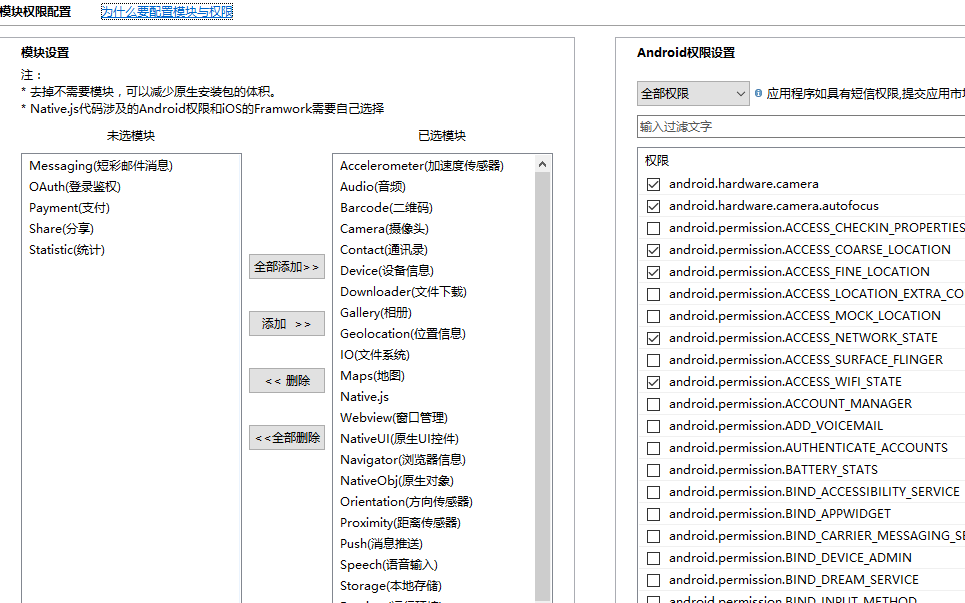 模块权限配置 为什么要配置模块与权限
模块设置
注：
* 去掉不需要模块，可以减少原生安装包的体积。
* Native.js代码涉及的Android权限和iOS的Framwork需要自己选择
未选模块
Messaging(短彩邮件消息)
OAuth(登录鉴权)
Payment(支付)
Share(分享)
Statistic(统计)
全部添加>>
添加 >>
<< 删除
<<全部删除
已选模块
Accelerometer(加速度传感器)
Audio(音频)
Barcode(二维码)
Camera(摄像头)
Contact(通讯录)
Device(设备信息)
Downloader(文件下载)
Gallery(相册)
Geolocation(位置信息)
IO(文件系统)
Maps(地图)
Native.js
Webview(窗口管理)
NativeUI(原生UI控件)
Navigator(浏览器信息)
NativeObj(原生对象)
Orientation(方向传感器)
Proximity(距离传感器)
Push(消息推送)
Speech(语音输入)
Storage(本地存储)
Android权限设置
全部权限 应用程序如具有短信权限,提交应用市
输入过滤文字
权限
android.hardware.camera
android.hardware.camera.autofocus
android.permission.ACCESS_CHECKIN_PROPERTIES
android.permission.ACCESS_COARSE_LOCATION
android.permission.ACCESS_FINE_LOCATION
android.permission.ACCESS_LOCATION_EXTRA_CO
android.permission.ACCESS_MOCK_LOCATION
android.permission.ACCESS_NETWORK_STATE
android.permission.ACCESS_SURFACE_FLINGER
android.permission.ACCESS_WIFI_STATE
android.permission.ACCOUNT_MANAGER
android.permission.ADD_VOICEMAIL
android.permission.AUTHENTICATE_ACCOUNTS
android.permission.BATTERY_STATS
android.permission.BIND_ACCESSIBILITY_SERVICE
android.permission.BIND_APPWIDGET
android.permission.BIND_CARRIER_MESSAGING_SE
android.permission.BIND_DEVICE_ADMIN
android.permission.BIND_DREAM_SERVICE
android.permission.BIND_INPUT_METHOD